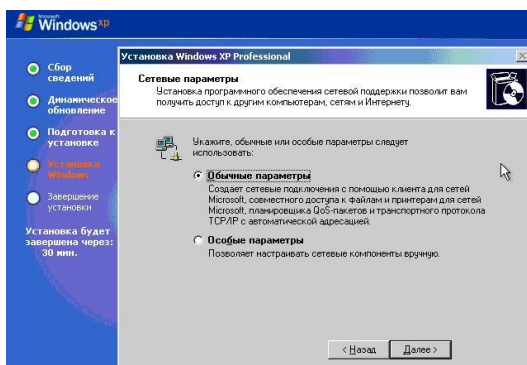 Microsoft
Windows xp
Сбор
сведений
Динамическое
обновление
Подготовка к
установке
Установка
Windows
Завершение
установки
Установка будет
завершена через:
30 мин.
Установка Windows XP Professional
Сетевые параметры
Установка программного обеспечения сетевой поддержки позволит вам
получить доступ к другим компьютерам, сетям и Интернету.
Укажите, обычные или особые параметры следует
использовать:
Обычные параметры
Создает сетевые подключения с помощью клиента для сетей
Microsoft, совместного доступа к файлам и принтерам для сетей
Microsoft, планировщика QoS-пакетов и транспортного протокола
TCP/IP с автоматической адресацией.
Особые параметры
Позволяет настраивать сетевые компоненты вручную.
< Назад
Далее >